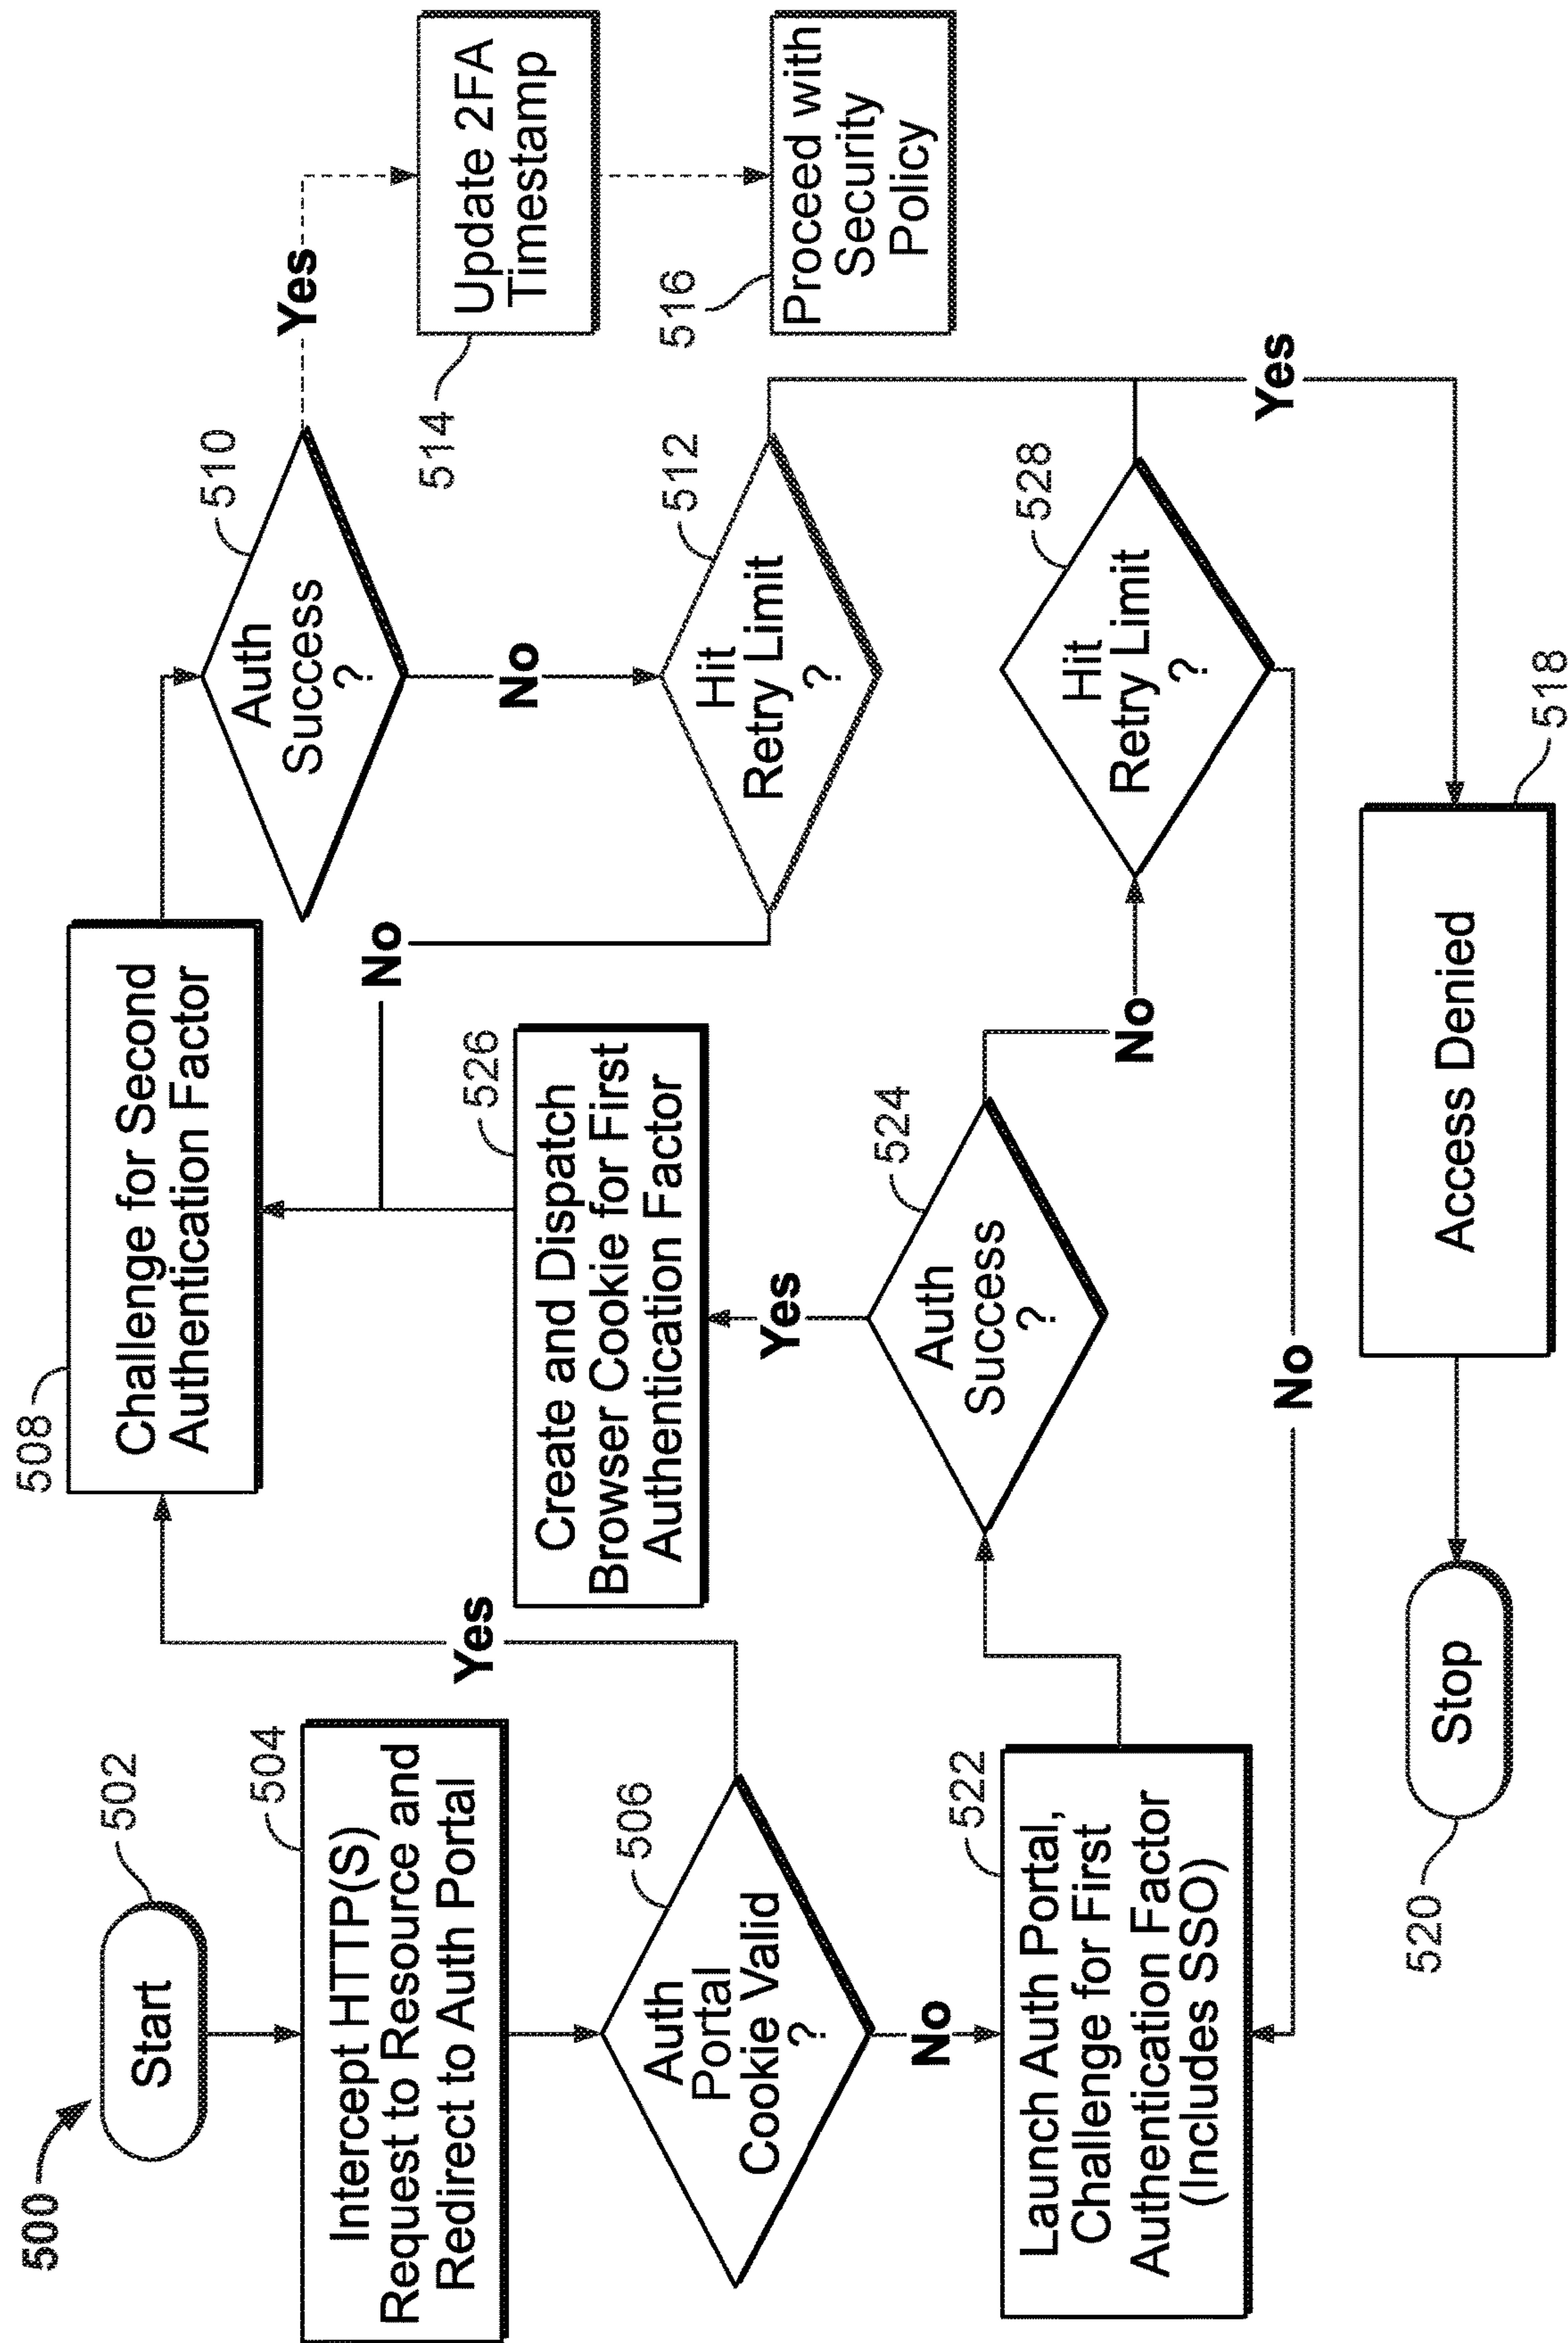 500
502
Start
504
Intercept HTTP(S)
Request to Resource and
Redirect to Auth Portal
506
Auth
Portal
Cookie Valid
?
Yes
No
508
Challenge for Second
Authentication Factor
510
Auth
Success
?
Yes
No
514
Update 2FA
Timestamp
516
Proceed with
Security
Policy
512
Hit
Retry Limit
?
No
526
Create and Dispatch
Browser Cookie for First
Authentication Factor
Yes
522
Launch Auth Portal,
Challenge for First
Authentication Factor
(Includes SSO)
524
Auth
Success
?
No
528
Hit
Retry Limit
?
Yes
No
518
Access Denied
520
Stop